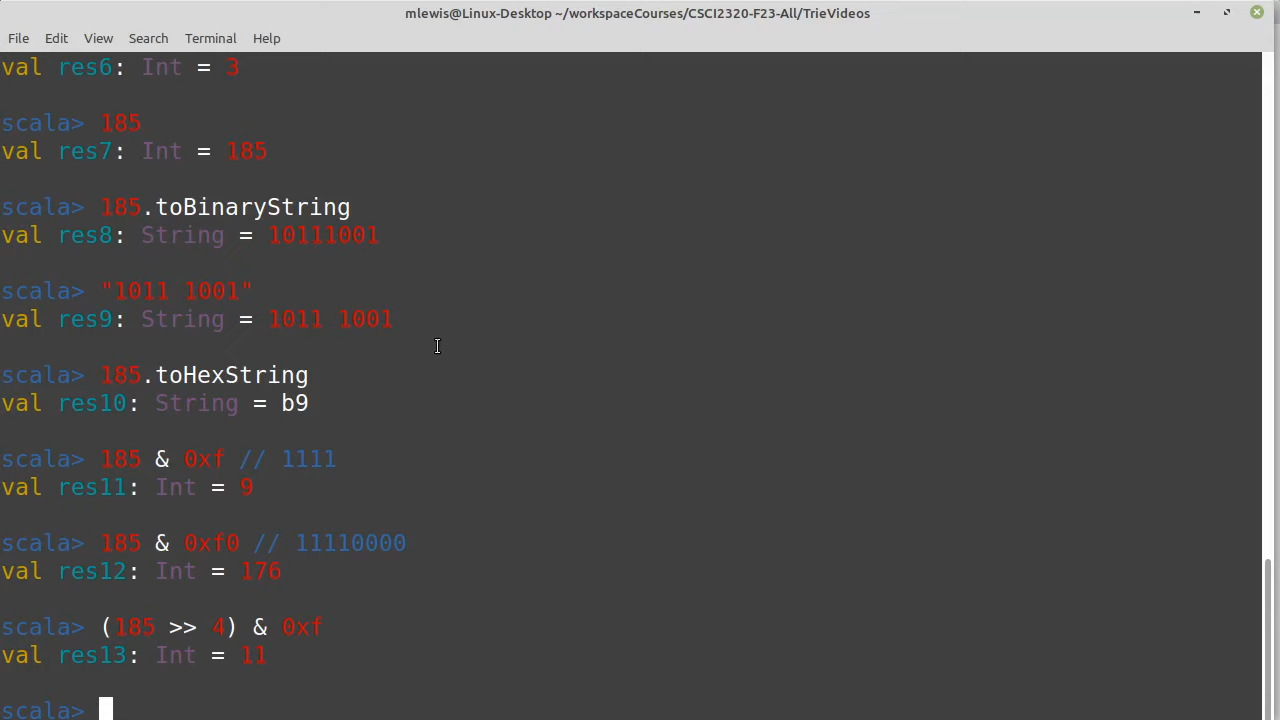 mlewis@Linux-Desktop ~/workspaceCourses/CSCI2320-F23-All/TrieVideos
File Edit View Search Terminal Help
val res6: Int = 3
scala> 185
val res7: Int = 185
scala> 185.toBinaryString
val res8: String = 10111001
scala> "1011 1001"
val res9: String = 1011 1001
scala> 185.toHexString
val res10: String = b9
scala> 185 & 0xf // 1111
val res11: Int = 9
scala> 185 & 0xf0 // 11110000
val res12: Int = 176
scala> (185 >> 4) & 0xf
val res13: Int = 11
scala>